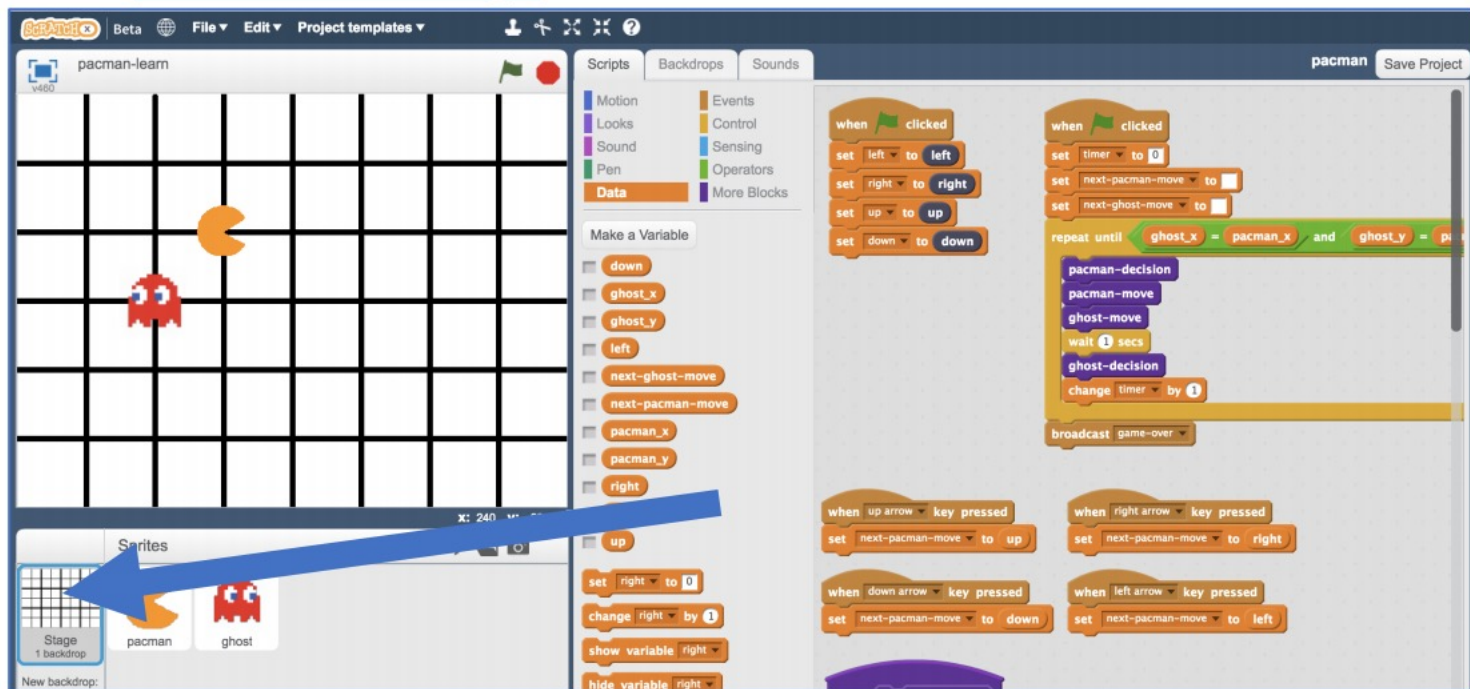 SCRATCHX Beta File Edit Project templates
v460 pacman-learn
Scripts Backdrops Sounds
pacman Save Project
Motion Events
Looks Control
Sound Sensing
Pen Operators
Data More Blocks
Make a Variable
down
ghost_x
ghost_y
left
next-ghost-move
next-pacman-move
pacman_x
pacman_y
right
up
set right to 0
change right by 1
show variable right
hide variable right
when clicked
set left to left
set right to right
set up to up
set down to down
when clicked
set timer to 0
set next-pacman-move to
set next-ghost-move to
repeat until ghost_x = pacman_x and ghost_y =
pacman-decision
pacman-move
ghost-move
wait 1 secs
ghost-decision
change timer by 1
broadcast game-over
when up arrow key pressed
set next-pacman-move to up
when right arrow key pressed
set next-pacman-move to right
when down arrow key pressed
set next-pacman-move to down
when left arrow key pressed
set next-pacman-move to left
x: 240
Sprites
Stage
1 backdrop
pacman
ghost
New backdrop: